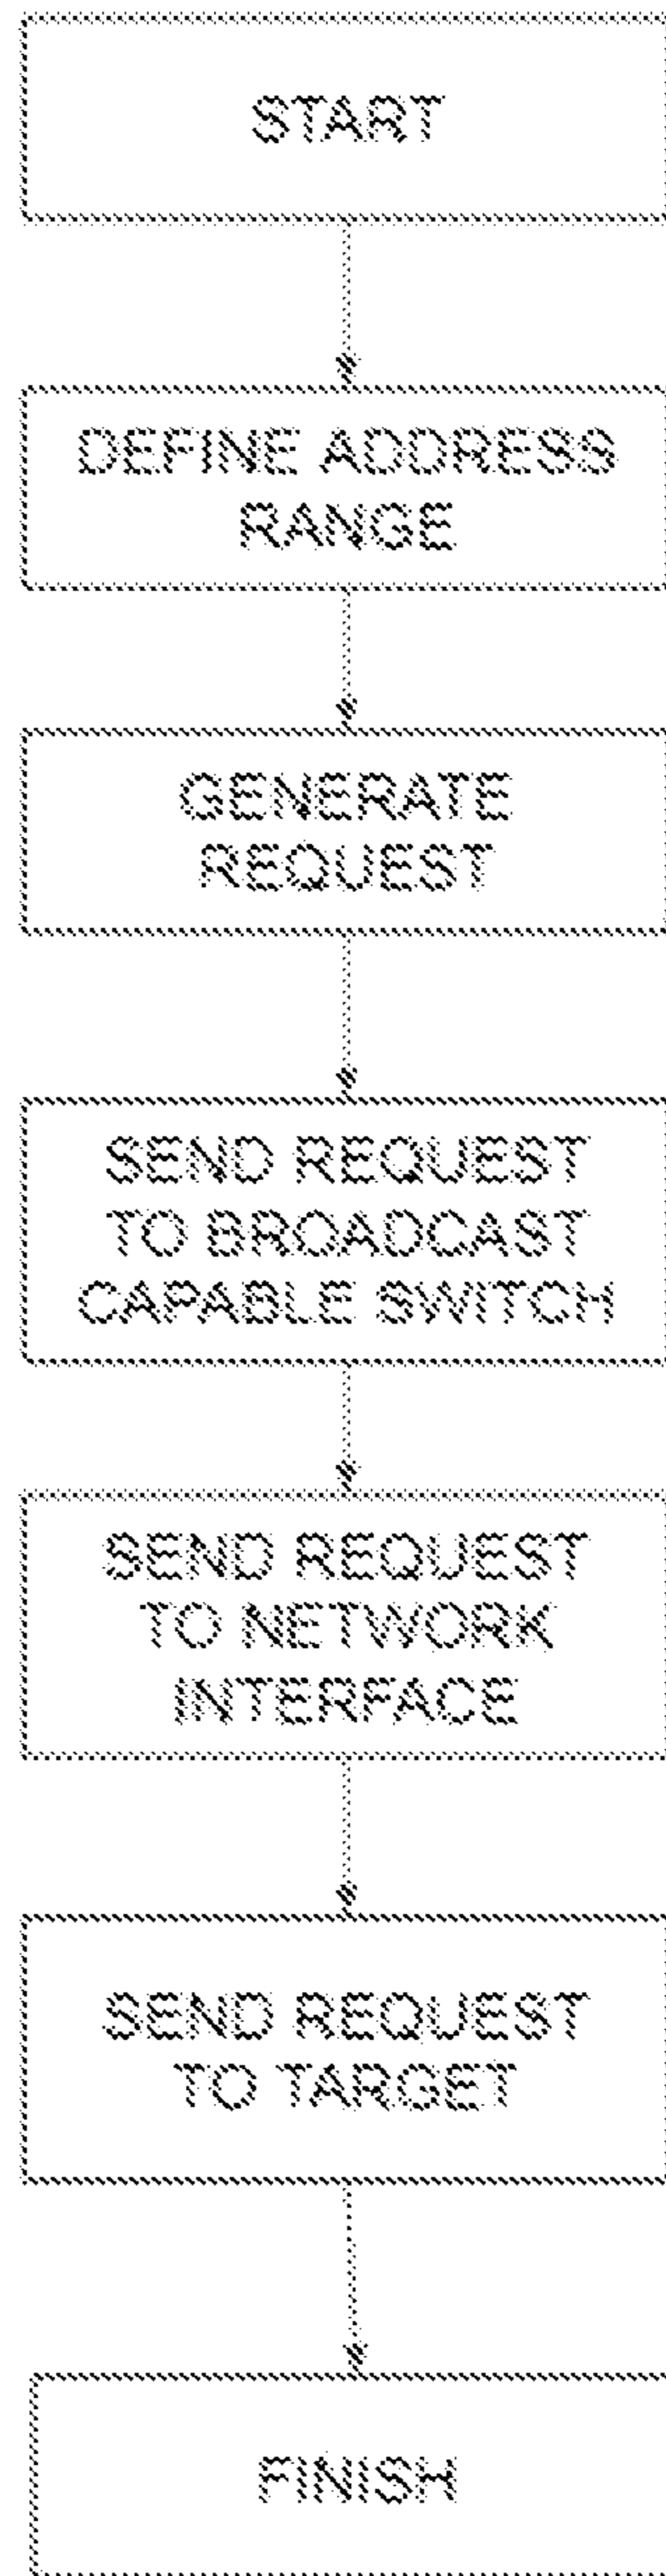 START
DEFINE ADDRESS
RANGE
GENERATE
REQUEST
SEND REQUEST
TO BROADCAST
CAPABLE SWITCH
SEND REQUEST
TO NETWORK
INTERFACE
SEND REQUEST
TO TARGET
FINISH